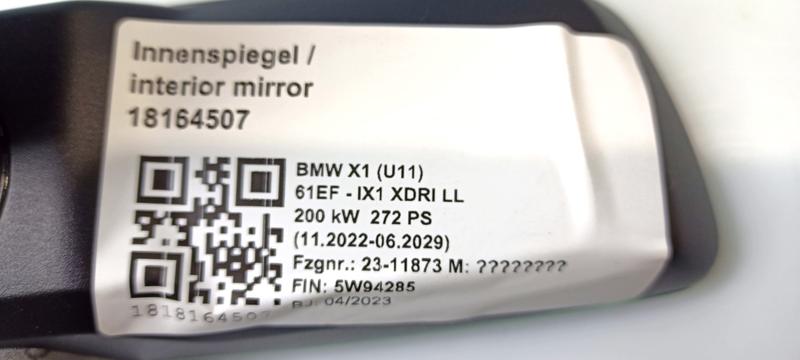 Innenspiegel /
interior mirror
18164507
BMW X1 (U11)
61EF - IX1 XDRI LL
200 kW 272 PS
(11.2022-06.2029)
Fzgnr.: 23-11873 M: ????????
FIN: 5W94285
BJ: 04/2023
1818164507